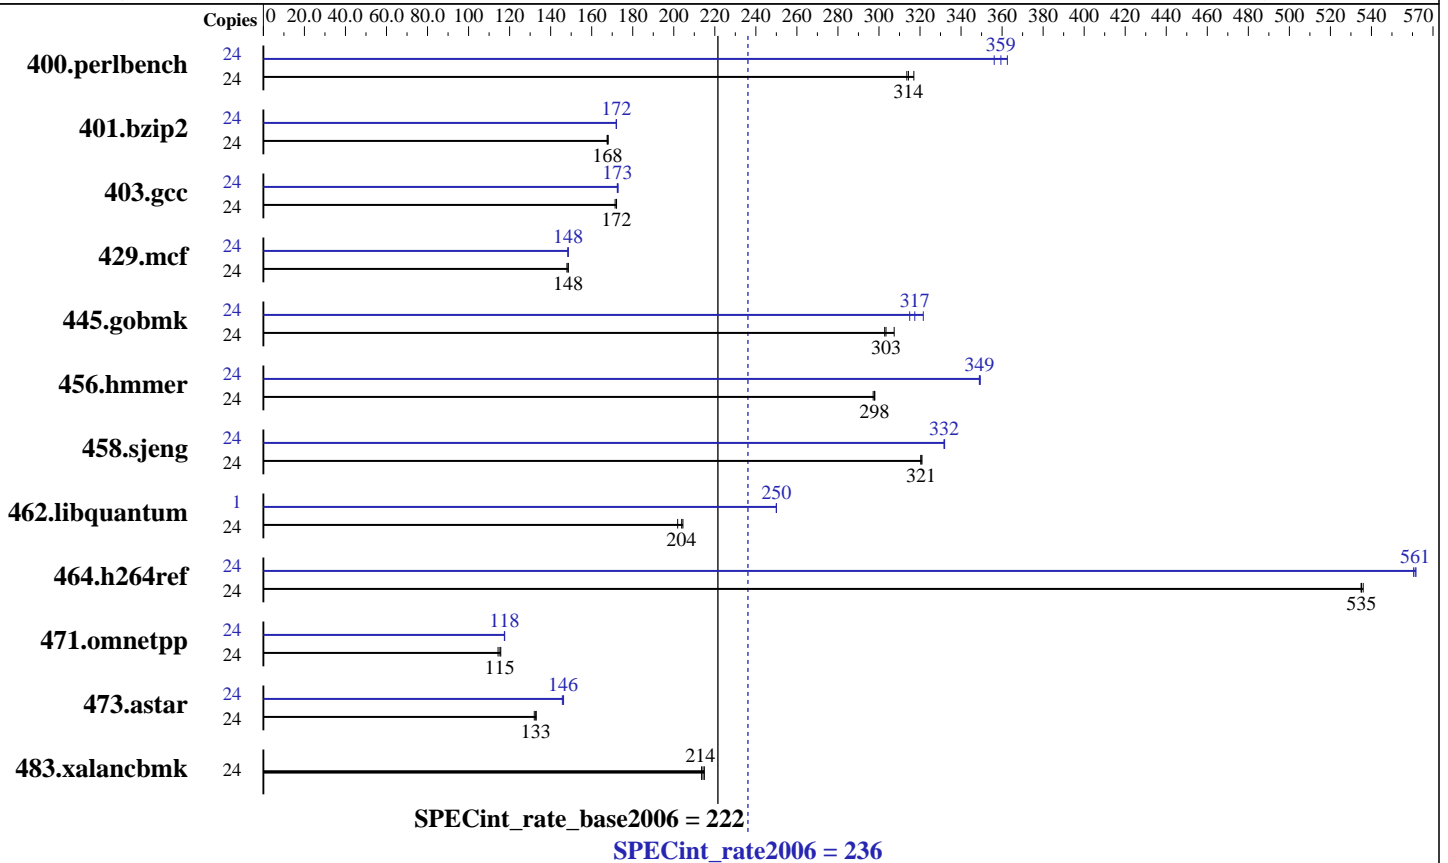 Copies 0 20.0 40.0 60.0 80.0 100 120 140 160 180 200 220 240 260 280 300 320 340 360 380 400 420 440 460 480 500 520 540 570
24 359
400.perlbench
24 314
24 172
401.bzip2
24 168
24 173
403.gcc
24 172
24 148
429.mcf
24 148
24 317
445.gobmk
24 303
24 349
456.hmmer
24 298
24 332
458.sjeng
24 321
1 250
462.libquantum
24 204
24 561
464.h264ref
24 535
24 118
471.omnetpp
24 115
24 146
473.astar
24 133
214
483.xalancbmk 24
SPECint_rate_base2006 = 222
SPECint_rate2006 = 236